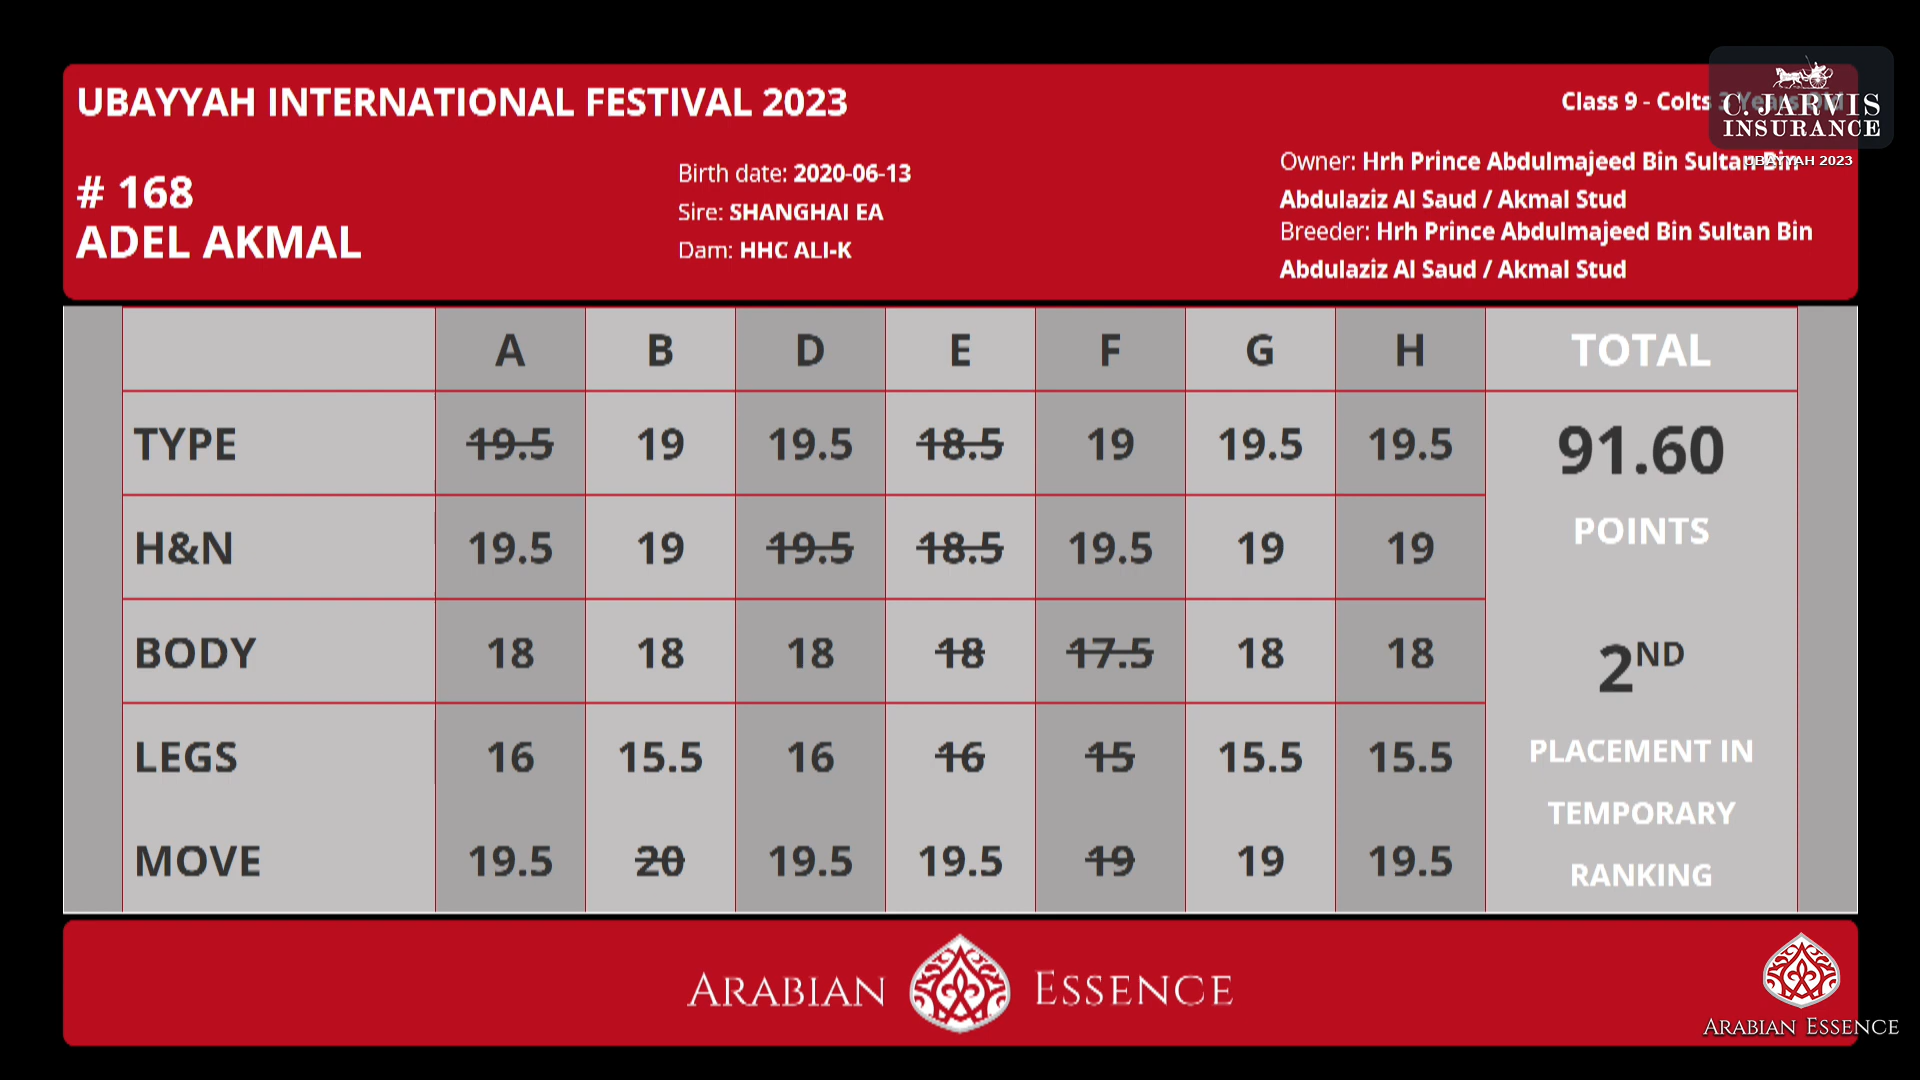 UBAYYAH INTERNATIONAL FESTIVAL 2023
Class 9 - Colts 3 Years Old
C. JARVIS
INSURANCE
UBAYYAH 2023
# 168
ADEL AKMAL
Birth date: 2020-06-13
Sire: SHANGHAI EA
Dam: HHC ALI-K
Owner: Hrh Prince Abdulmajeed Bin Sultan Bin
Abdulaziz Al Saud / Akmal Stud
Breeder: Hrh Prince Abdulmajeed Bin Sultan Bin
Abdulaziz Al Saud / Akmal Stud
A B D E F G H TOTAL
TYPE 19.5 19 19.5 18.5 19 19.5 19.5 91.60
H&N 19.5 19 19.5 18.5 19.5 19 19 POINTS
BODY 18 18 18 18 17.5 18 18 2ND
LEGS 16 15.5 16 16 15 15.5 15.5 PLACEMENT IN
TEMPORARY
MOVE 19.5 20 19.5 19.5 19 19 19.5 RANKING
ARABIAN ESSENCE
ARABIAN ESSENCE